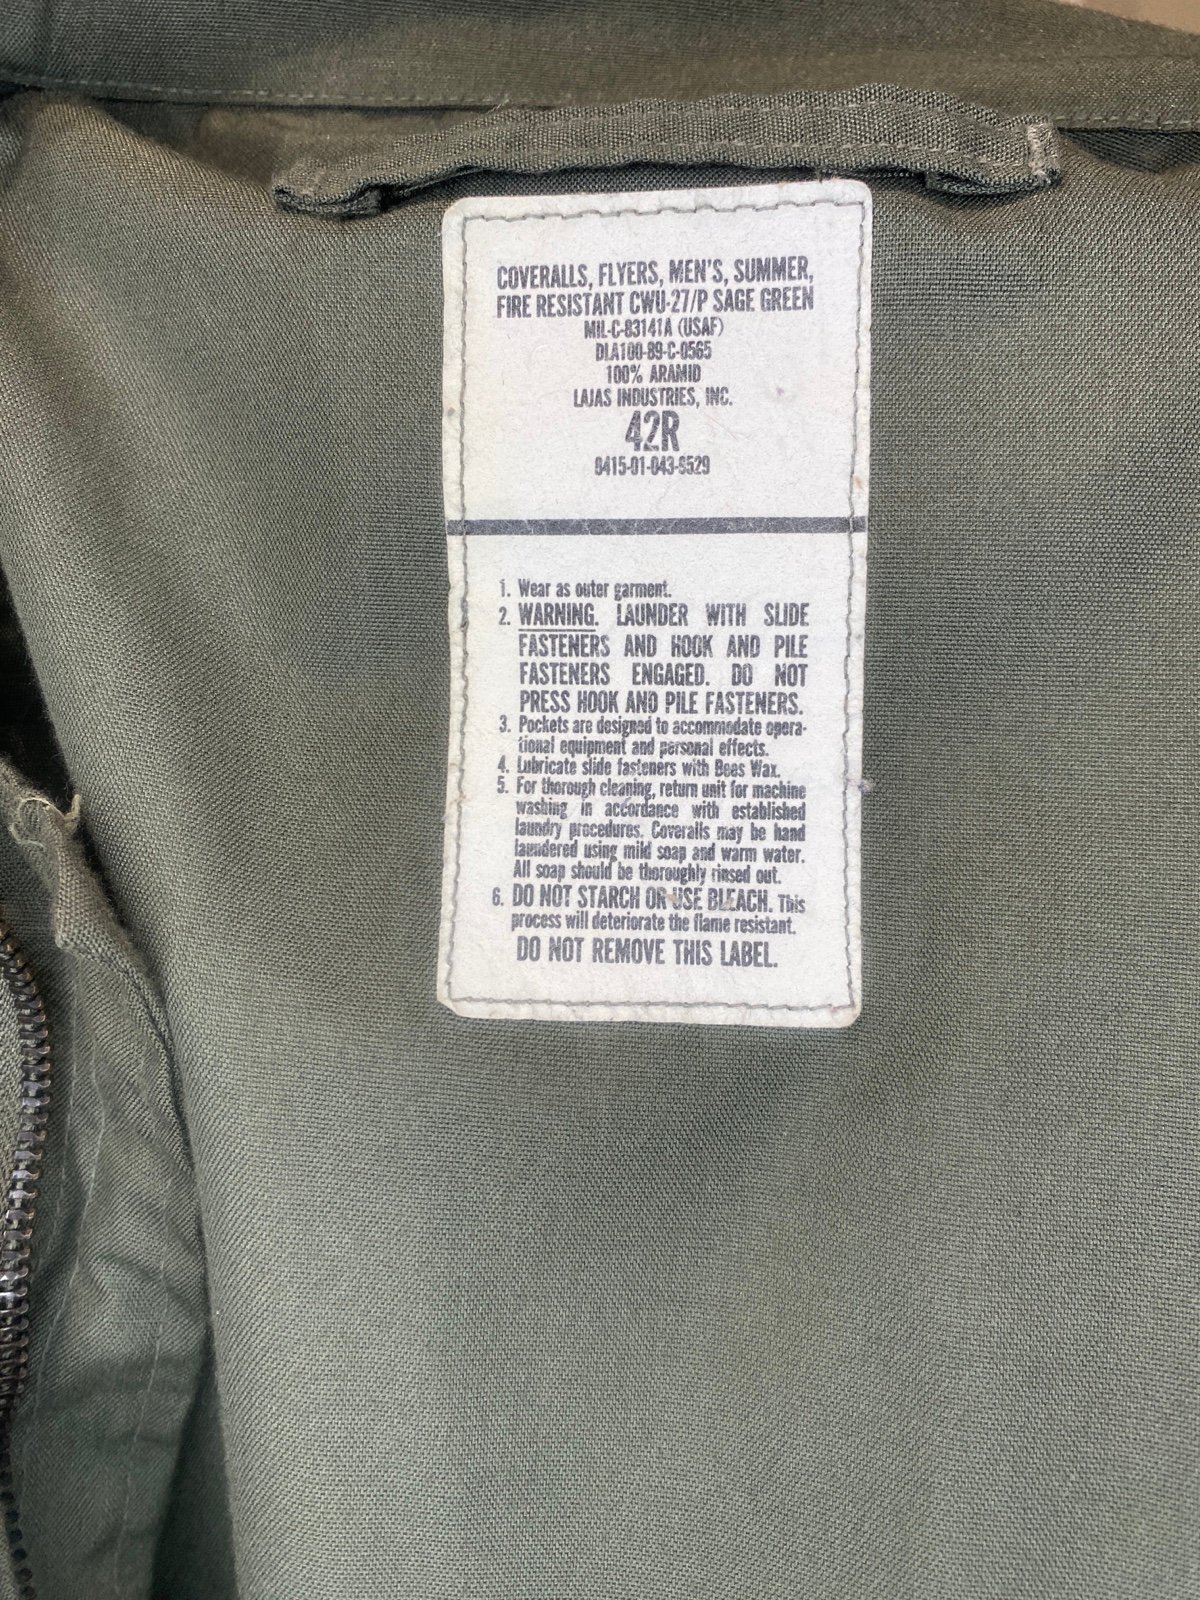 COVERALLS, FLYERS, MEN'S, SUMMER,
FIRE RESISTANT CWU-27/P SAGE GREEN
MIL-C-83141A (USAF)
DLA100-89-C-0565
100% ARAMID
LAJAS INDUSTRIES, INC.
42R
8415-01-043-8529
1. Wear as outer garment.
2. WARNING. LAUNDER WITH SLIDE
FASTENERS AND HOOK AND PILE
FASTENERS ENGAGED. DO NOT
PRESS HOOK AND PILE FASTENERS.
3. Pockets are designed to accommodate opera-
tional equipment and personal effects.
4. Lubricate slide fasteners with Bees Wax.
5. For thorough cleaning, return unit for machine
washing in accordance with established
laundry procedures. Coveralls may be hand
laundered using mild soap and warm water.
All soap should be thoroughly rinsed out.
6. DO NOT STARCH OR USE BLEACH. This
process will deteriorate the flame resistant.
DO NOT REMOVE THIS LABEL.